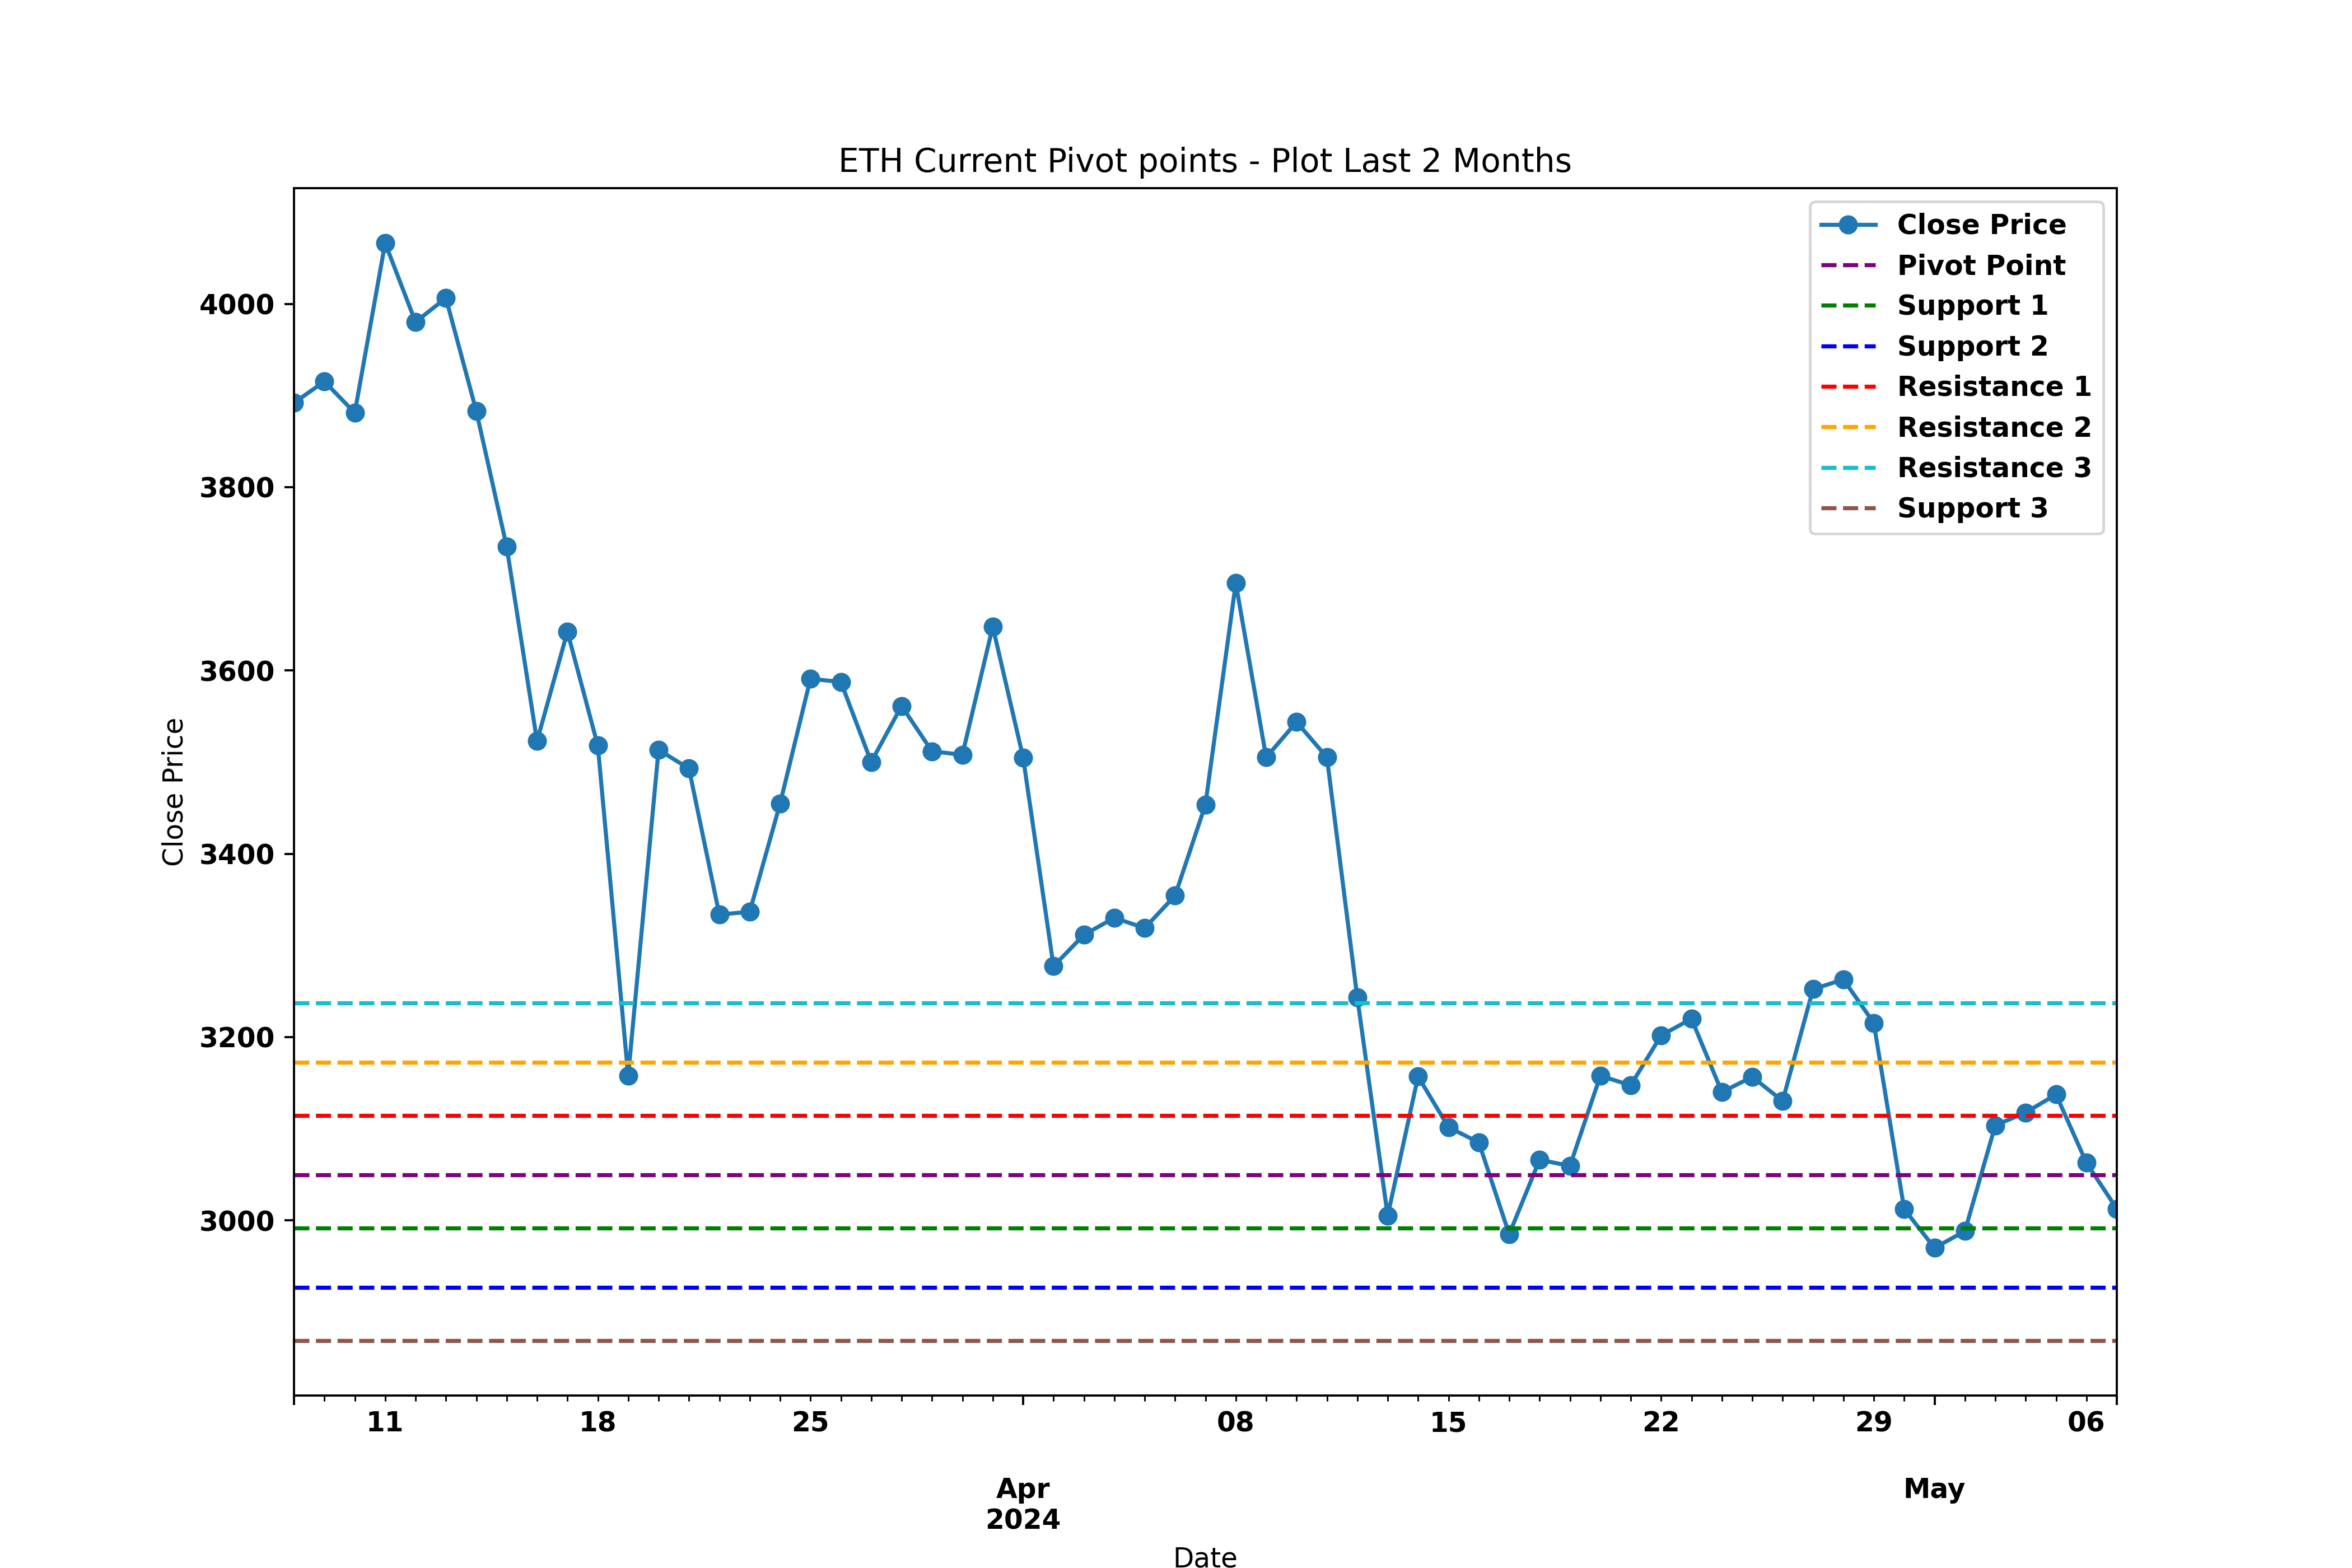 ETH Current Pivot points - Plot Last 2 Months
Close Price
Pivot Point
Support 1
Support 2
Resistance 1
Resistance 2
Resistance 3
Support 3
4000
3800
3600
3400
3200
3000
Close Price
11 18 25 08 15 22 29 06
Apr May
2024
Date